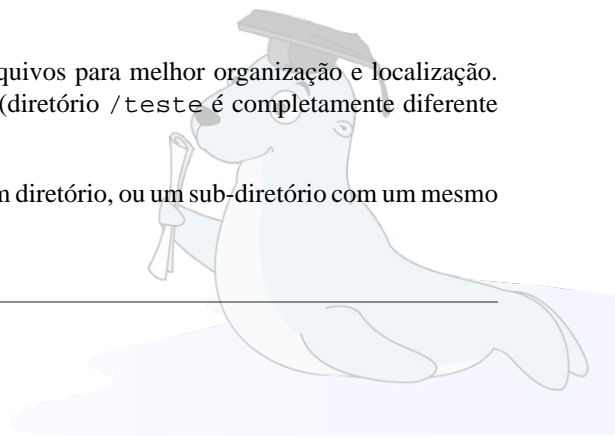 quivos para melhor organização e localização.
(diretório /teste é completamente diferente
diretório, ou um sub-diretório com um mesmo